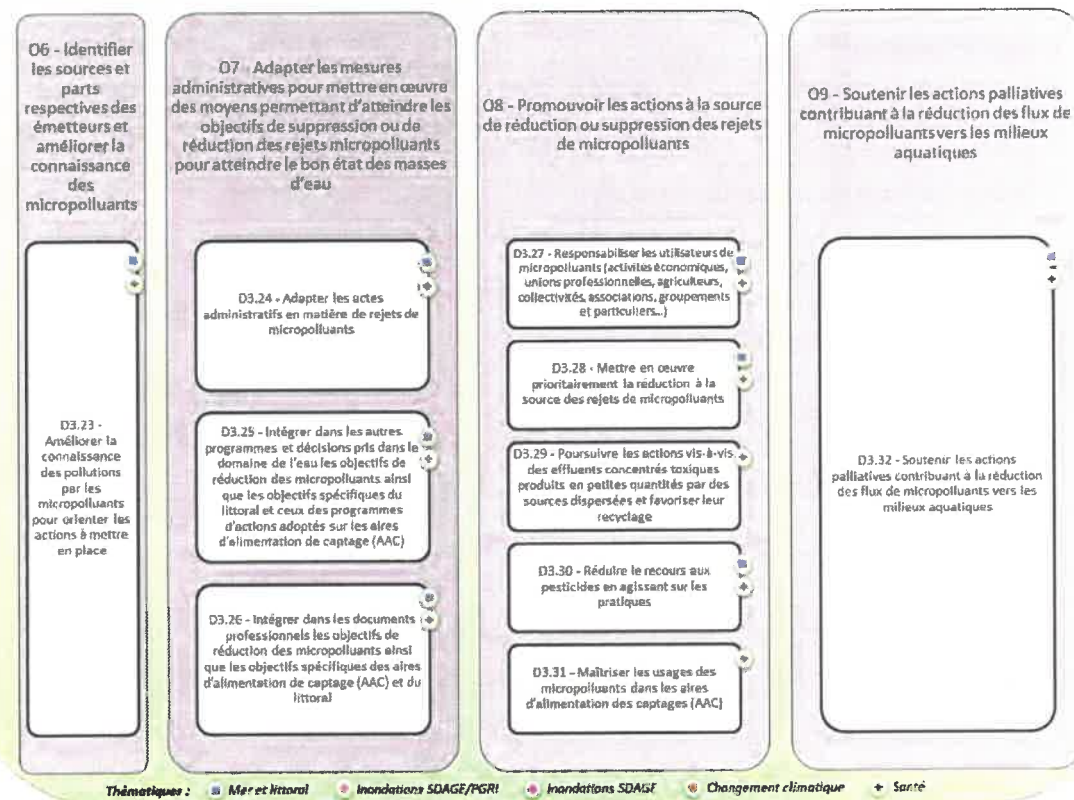 O6 - Identifier
les sources et
parts
respectives des
émetteurs et
améliorer la
connaissance
des
micropolluants
D3.23 -
Améliorer la
connaissance
des pollutions
par les
micropolluants
pour orienter les
actions à mettre
en place
O7 - Adapter les mesures
administratives pour mettre en œuvre
des moyens permettant d'atteindre les
objectifs de suppression ou de
réduction des rejets micropolluants
pour atteindre le bon état des masses
d'eau
D3.24 - Adapter les actes
administratifs en matière de rejets de
micropolluants
D3.25 - Intégrer dans les autres
programmes et décisions pris dans le
domaine de l'eau les objectifs de
réduction des micropolluants ainsi
que les objectifs spécifiques du
littoral et ceux des programmes
d'actions adoptés sur les aires
d'alimentation de captage (AAC)
D3.26 - Intégrer dans les documents
professionnels les objectifs de
réduction des micropolluants ainsi
que les objectifs spécifiques des aires
d'alimentation de captage (AAC) et du
littoral
O8 - Promouvoir les actions à la source
de réduction ou suppression des rejets
de micropolluants
D3.27 - Responsabiliser les utilisateurs de
micropolluants (activités économiques,
unions professionnelles, agriculteurs,
collectivités, associations, groupements
et particuliers...)
D3.28 - Mettre en œuvre
prioritairement la réduction à la
source des rejets de micropolluants
D3.29 - Poursuivre les actions vis-à-vis
des effluents concentrés toxiques
produits en petites quantités par des
sources dispersées et favoriser leur
recyclage
D3.30 - Réduire le recours aux
pesticides en agissant sur les
pratiques
D3.31 - Maîtriser les usages des
micropolluants dans les aires
d'alimentation des captages (AAC)
O9 - Soutenir les actions palliatives
contribuant à la réduction des flux de
micropolluants vers les milieux
aquatiques
D3.32 - Soutenir les actions
palliatives contribuant à la réduction
des flux de micropolluants vers les
milieux aquatiques
Thématiques : Mer et littoral Inondations SDAGE/PGRI Inondations SDAGE Changement climatique Santé